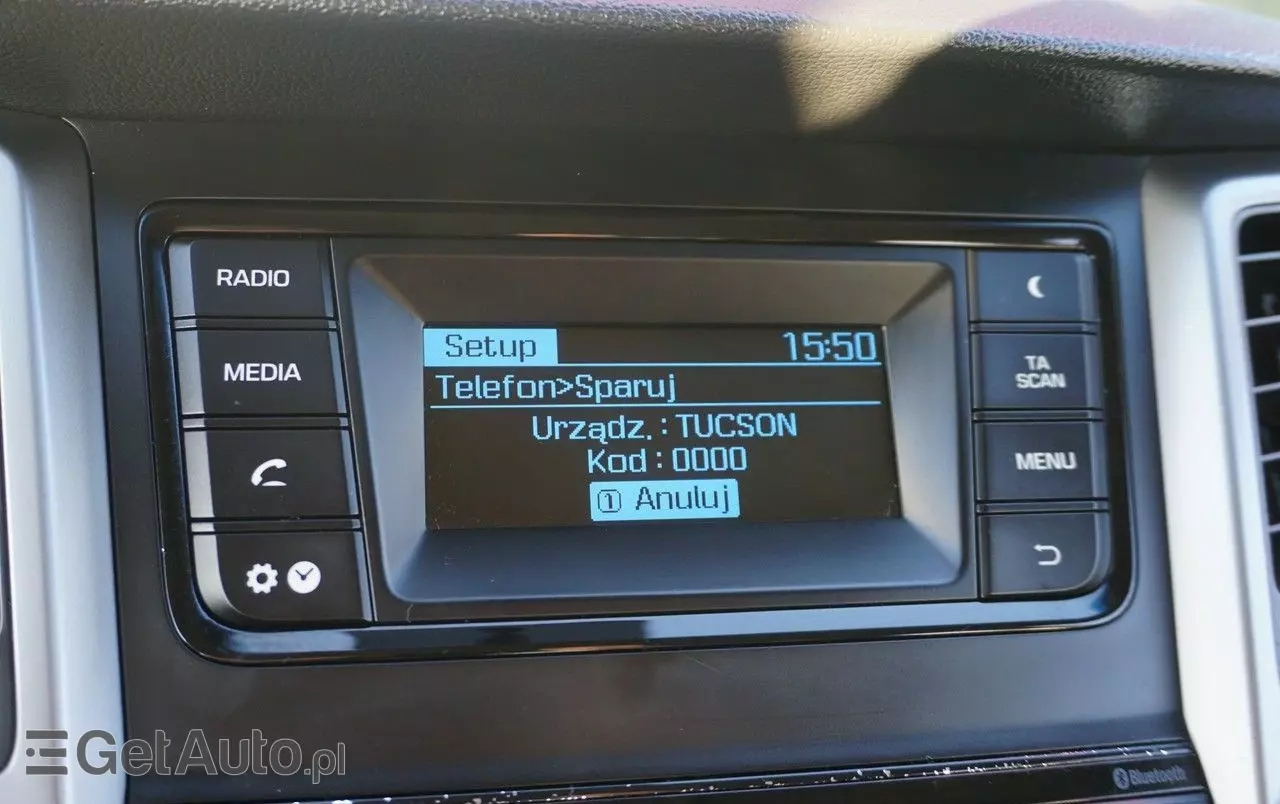 RADIO
MEDIA
Setup 15:50
Telefon>Sparuj
Urządz. : TUCSON
Kod : 0000
1 Anuluj
TA
SCAN
MENU
GetAuto.pl
Bluetooth